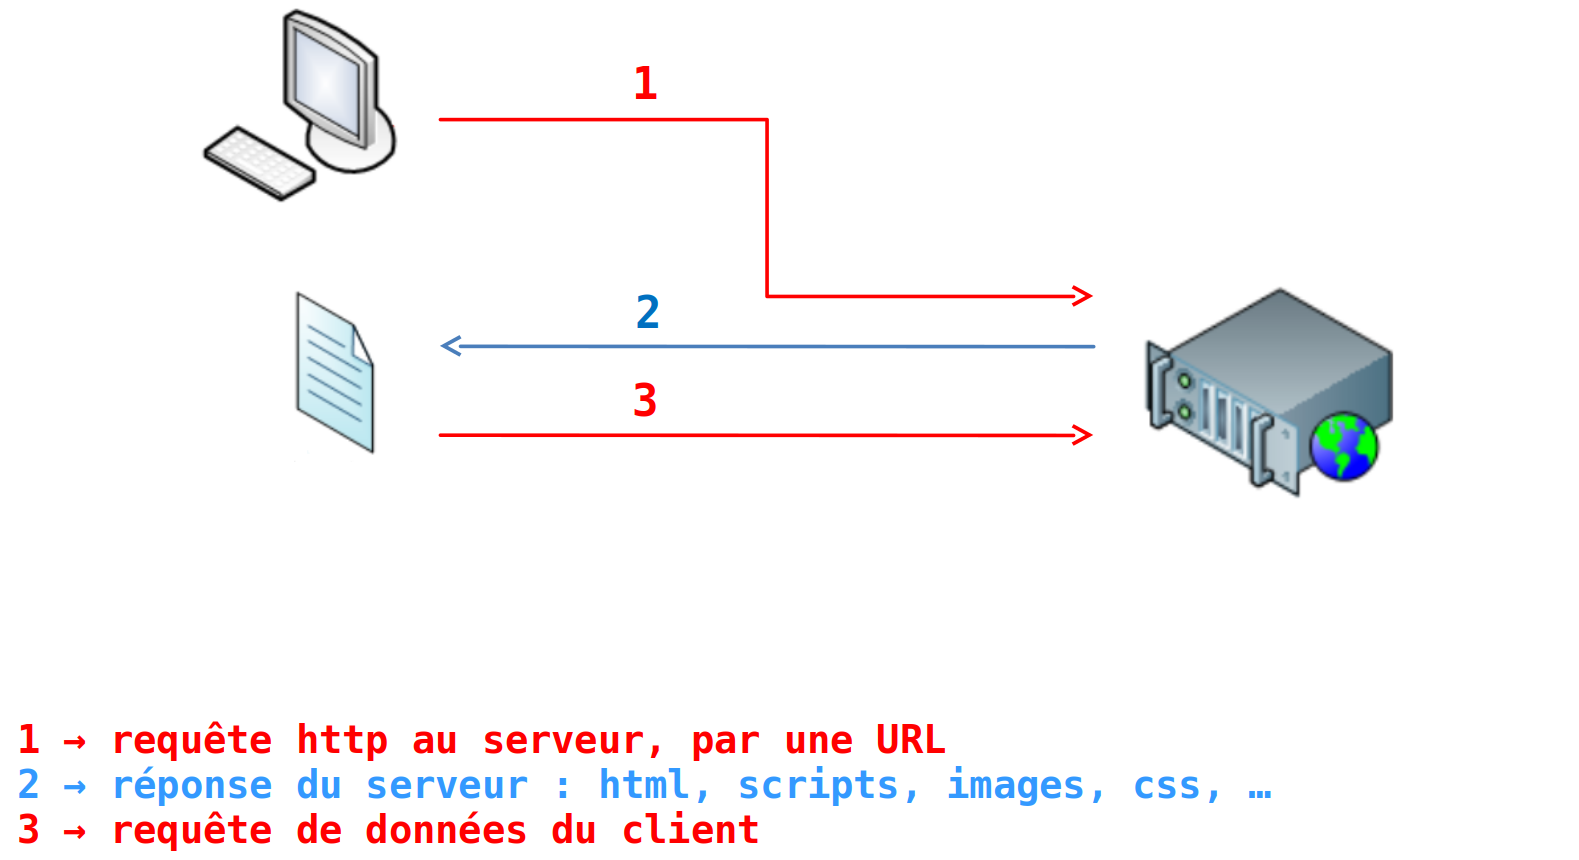 1
2
3
1 → requête http au serveur, par une URL
2 → réponse du serveur : html, scripts, images, css, …
3 → requête de données du client